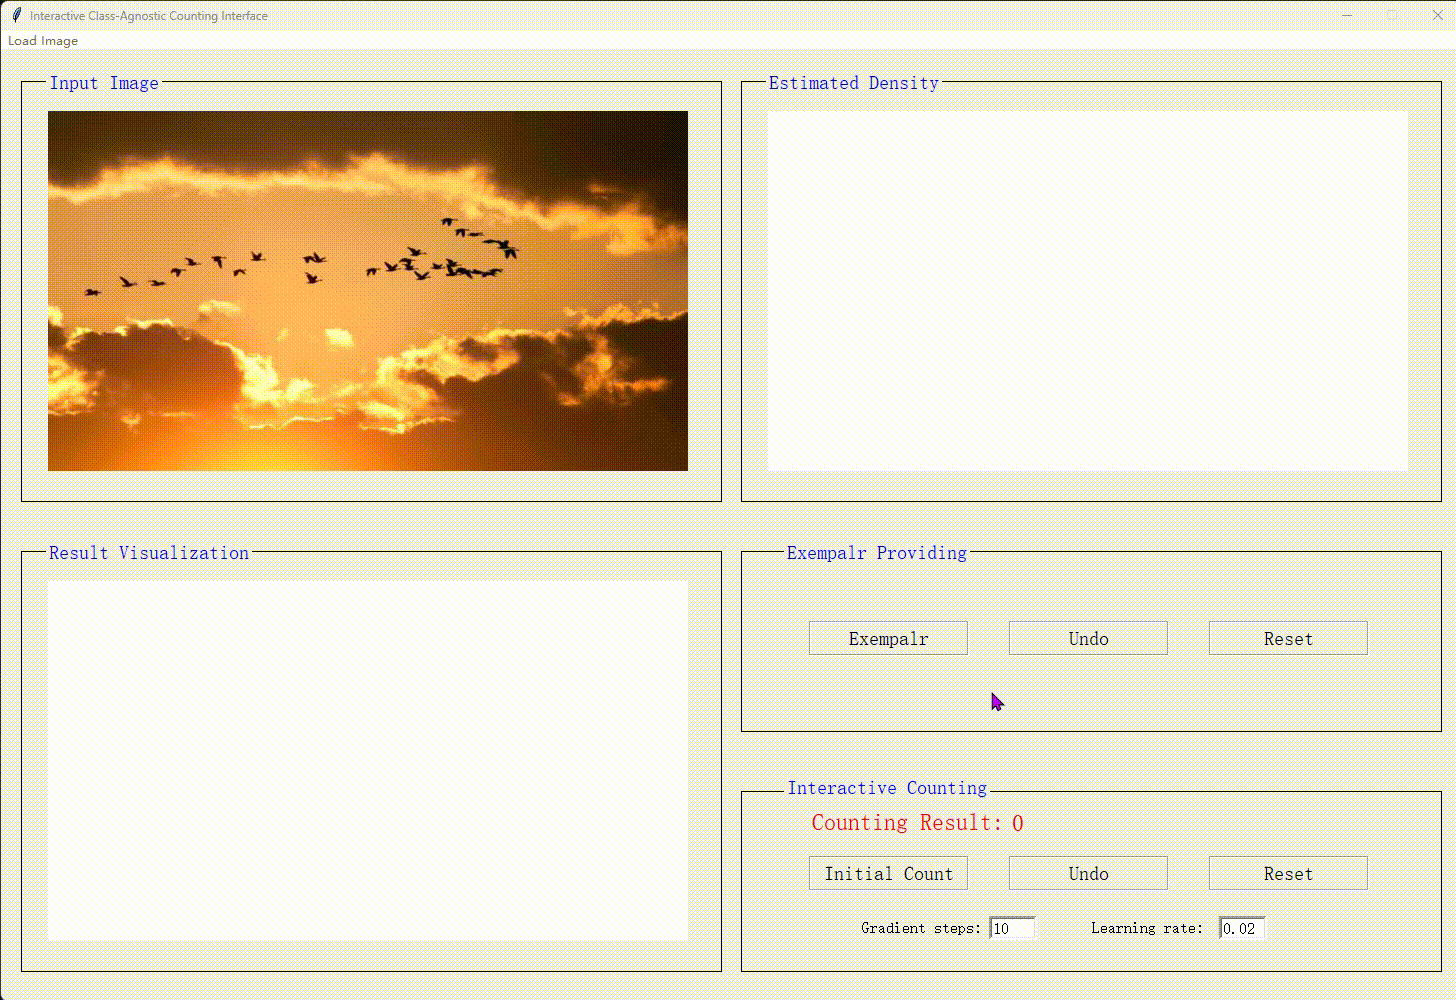 Interactive Class-Agnostic Counting Interface
Load Image
Input Image
Estimated Density
Result Visualization
Exempalr Providing
Exempalr
Undo
Reset
Interactive Counting
Counting Result: 0
Initial Count
Undo
Reset
Gradient steps: 10
Learning rate: 0.02